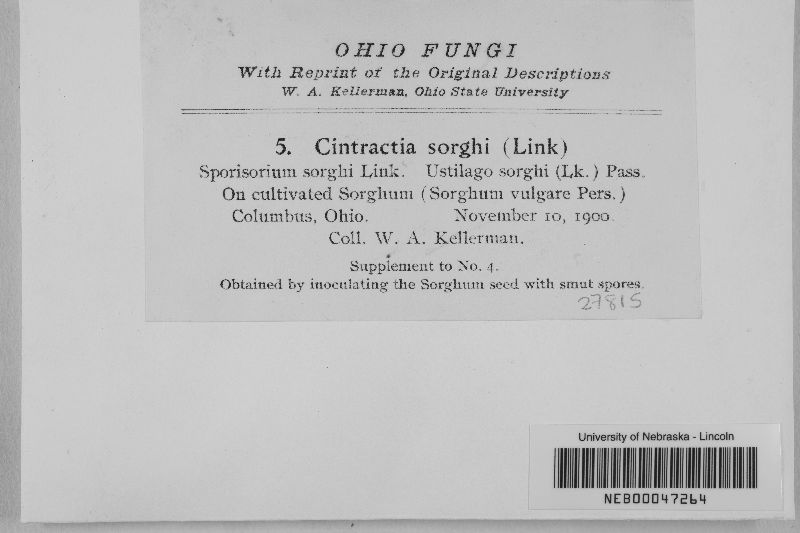 OHIO FUNGI
With Reprint of the Original Descriptions
W. A. Kellerman, Ohio State University
5. Cintractia sorghi (Link)
Sporisorium sorghi Link. Ustilago sorghi (Lk.) Pass.
On cultivated Sorghum (Sorghum vulgare Pers.)
Columbus, Ohio. November 10, 1900.
Coll. W. A. Kellerman.
Supplement to No. 4.
Obtained by inoculating the Sorghum seed with smut spores.
27815
University of Nebraska - Lincoln
NEB00047264